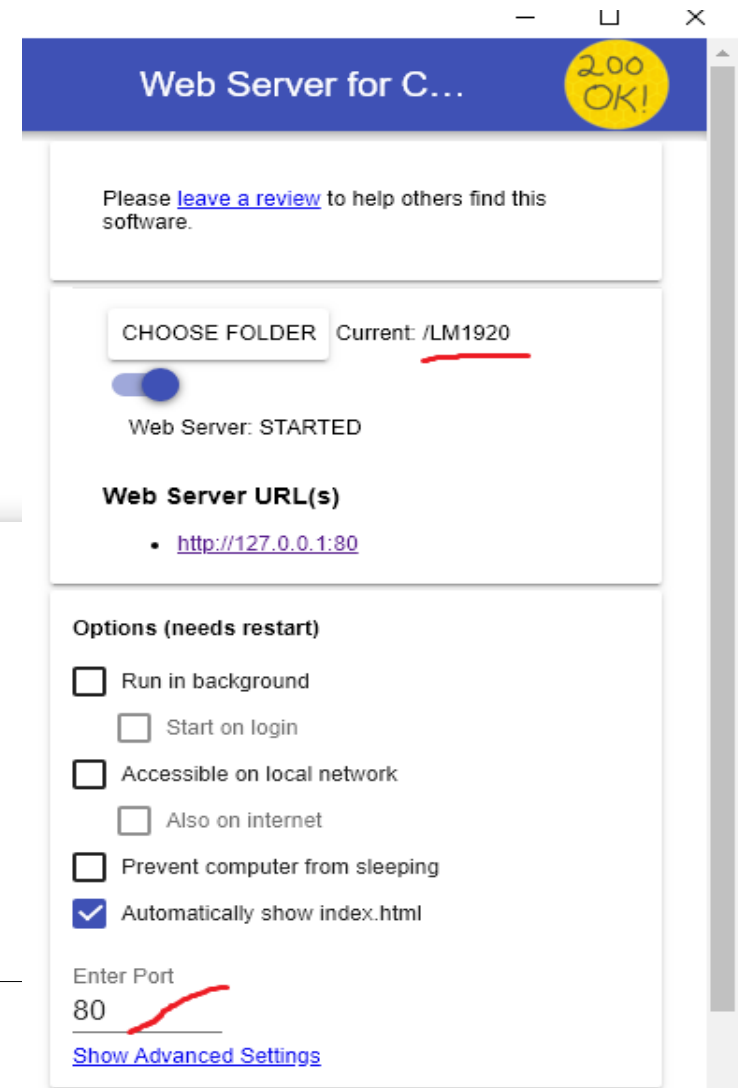 Web Server for C...
200
OK!
Please leave a review to help others find this
software.
CHOOSE FOLDER Current: /LM1920
Web Server: STARTED
Web Server URL(s)
• http://127.0.0.1:80
Options (needs restart)
Run in background
Start on login
Accessible on local network
Also on internet
Prevent computer from sleeping
Automatically show index.html
Enter Port
80
Show Advanced Settings